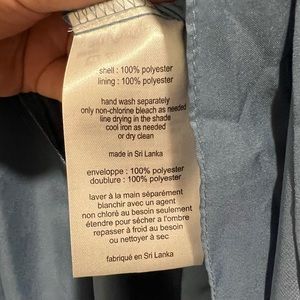 shell : 100% polyester
lining : 100% polyester
hand wash separately
only non-chlorine bleach as needed
line drying in the shade
cool iron as needed
or dry clean
made in Sri Lanka
enveloppe : 100% polyester
doublure : 100% polyester
laver à la main séparément
blanchir avec un agent
non chloré au besoin seulement
étendre pour sécher a l'ombre
repasser à froid au besoin
ou nettoyer à sec
fabriqué en Sri Lanka